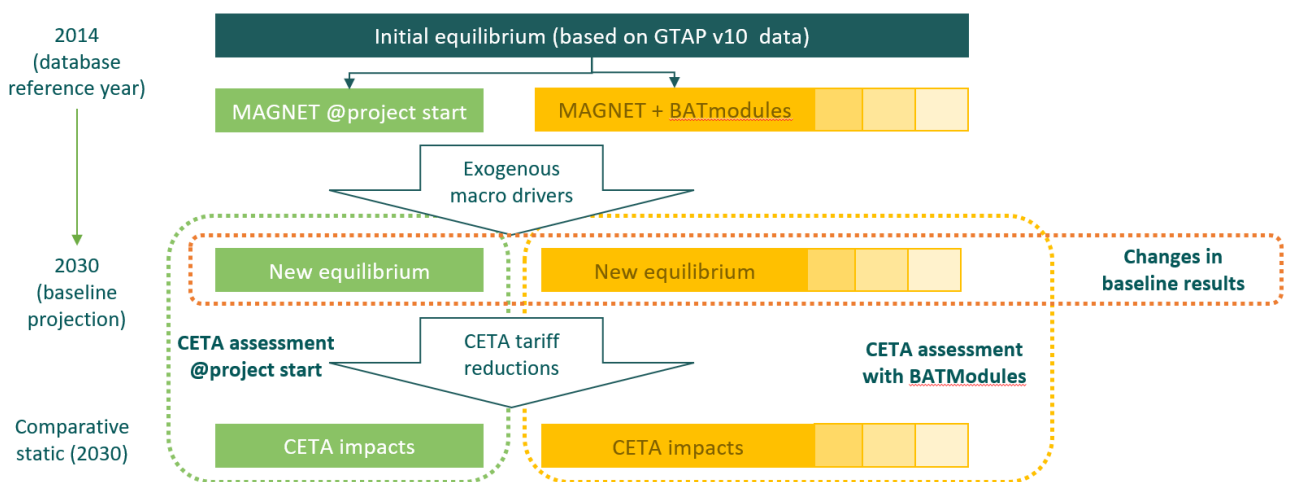 2014
(database
reference year)
Initial equilibrium (based on GTAP v10  data)
MAGNET @project start
MAGNET + BATmodules
Exogenous
macro drivers
2030
(baseline
projection)
New equilibrium
New equilibrium
Changes in
baseline results
CETA assessment
@project start
CETA tariff
reductions
CETA assessment
with BATModules
Comparative
static (2030)
CETA impacts
CETA impacts